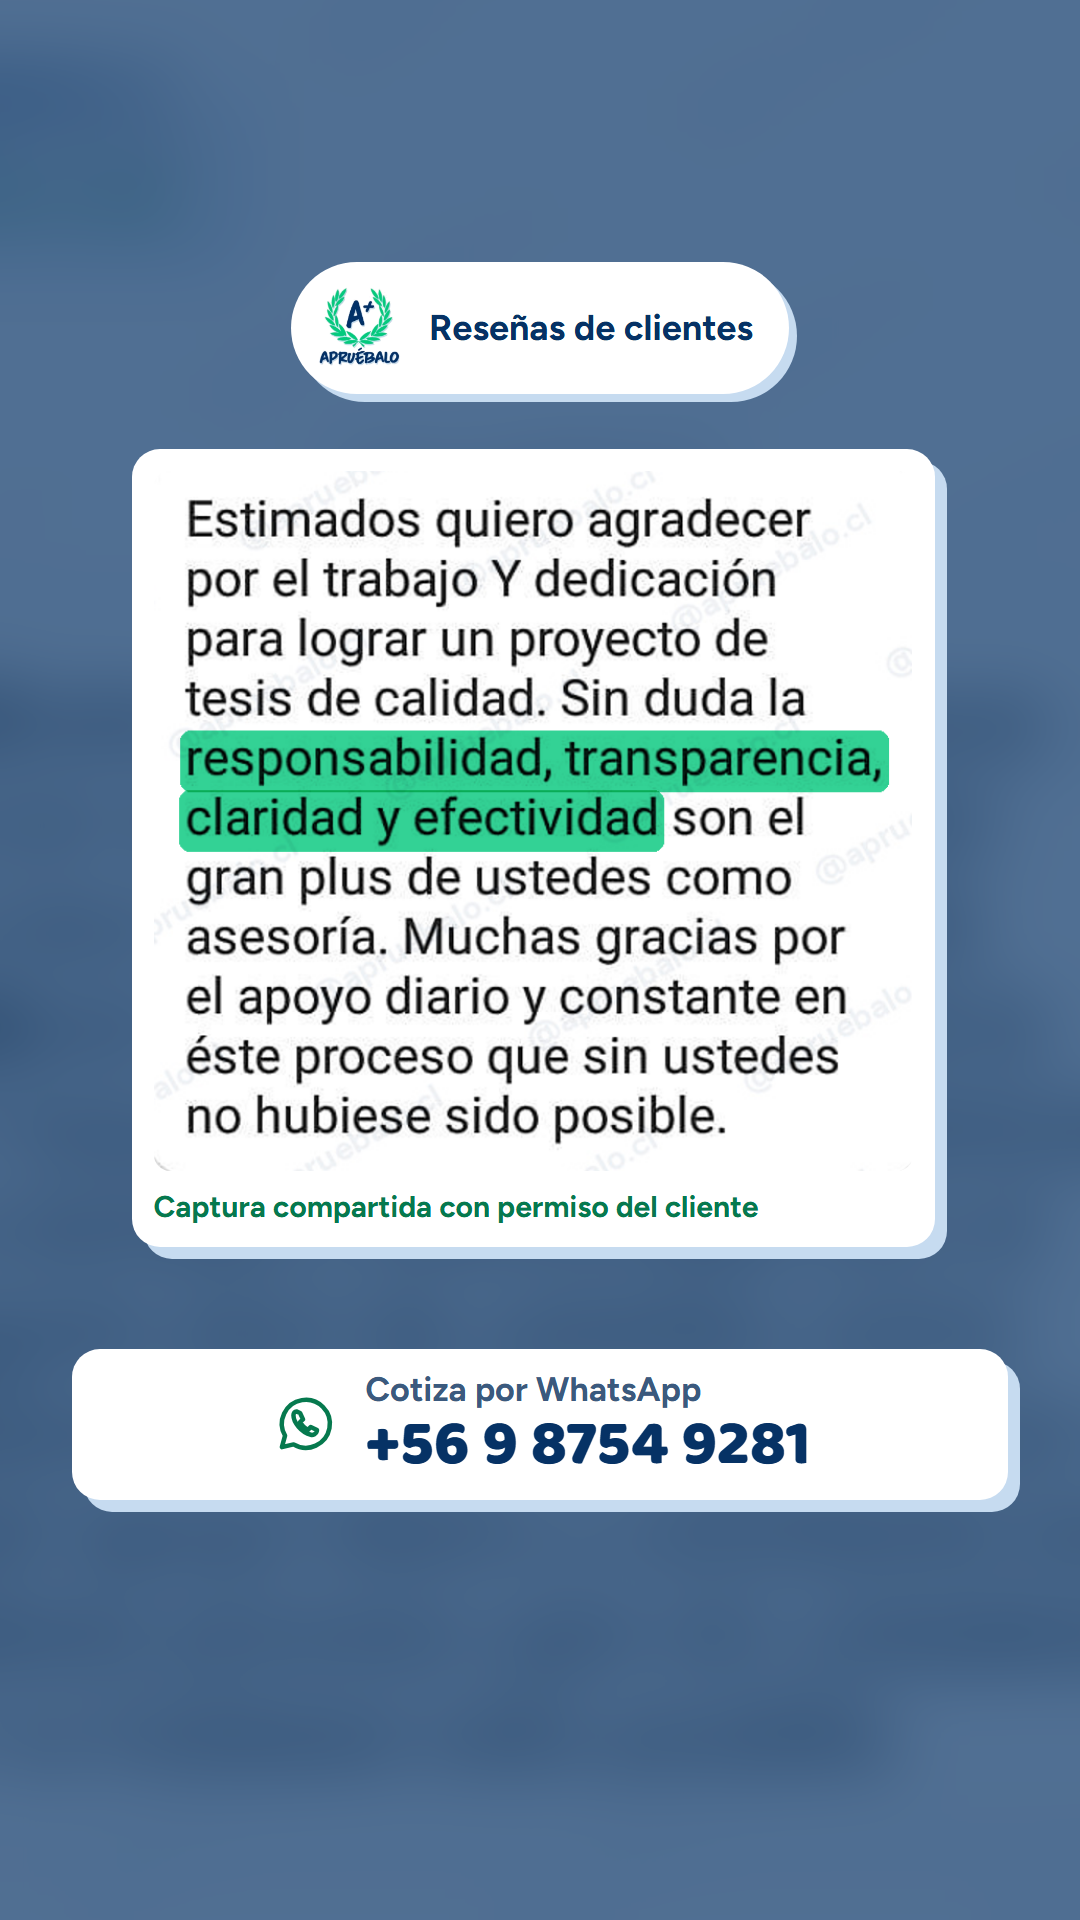 A+
APRUÉBALO
Reseñas de clientes
Estimados quiero agradecer
por el trabajo Y dedicación
para lograr un proyecto de
tesis de calidad. Sin duda la
responsabilidad, transparencia,
claridad y efectividad son el
gran plus de ustedes como
asesoría. Muchas gracias por
el apoyo diario y constante en
éste proceso que sin ustedes
no hubiese sido posible.
@apruebalo.cl
Captura compartida con permiso del cliente
Cotiza por WhatsApp
+56 9 8754 9281